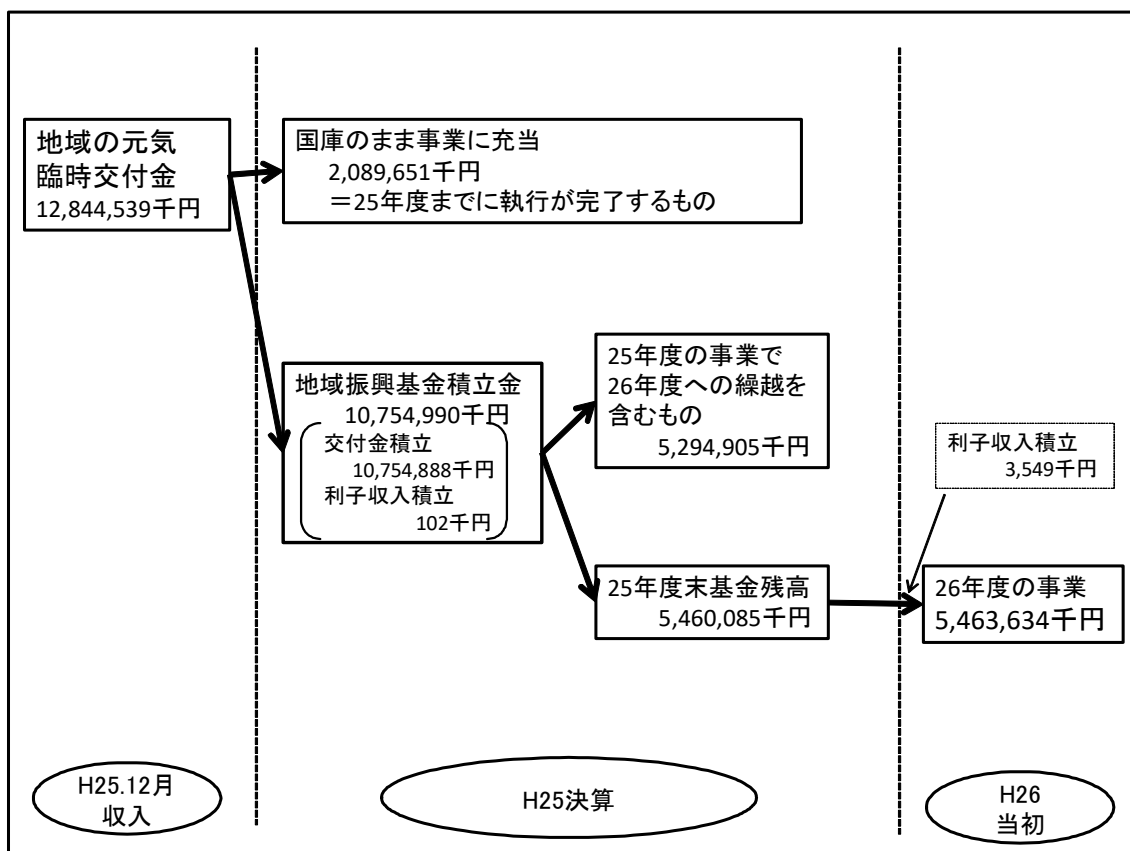 地域の元気
臨時交付金
12,844,539千円
国庫のまま事業に充当
2,089,651千円
＝25年度までに執行が完了するもの
地域振興基金積立金
10,754,990千円
交付金積立
10,754,888千円
利子収入積立
102千円
25年度の事業で
26年度への繰越を
含むもの
5,294,905千円
25年度末基金残高
5,460,085千円
利子収入積立
3,549千円
26年度の事業
5,463,634千円
H25.12月
収入
H25決算
H26
当初